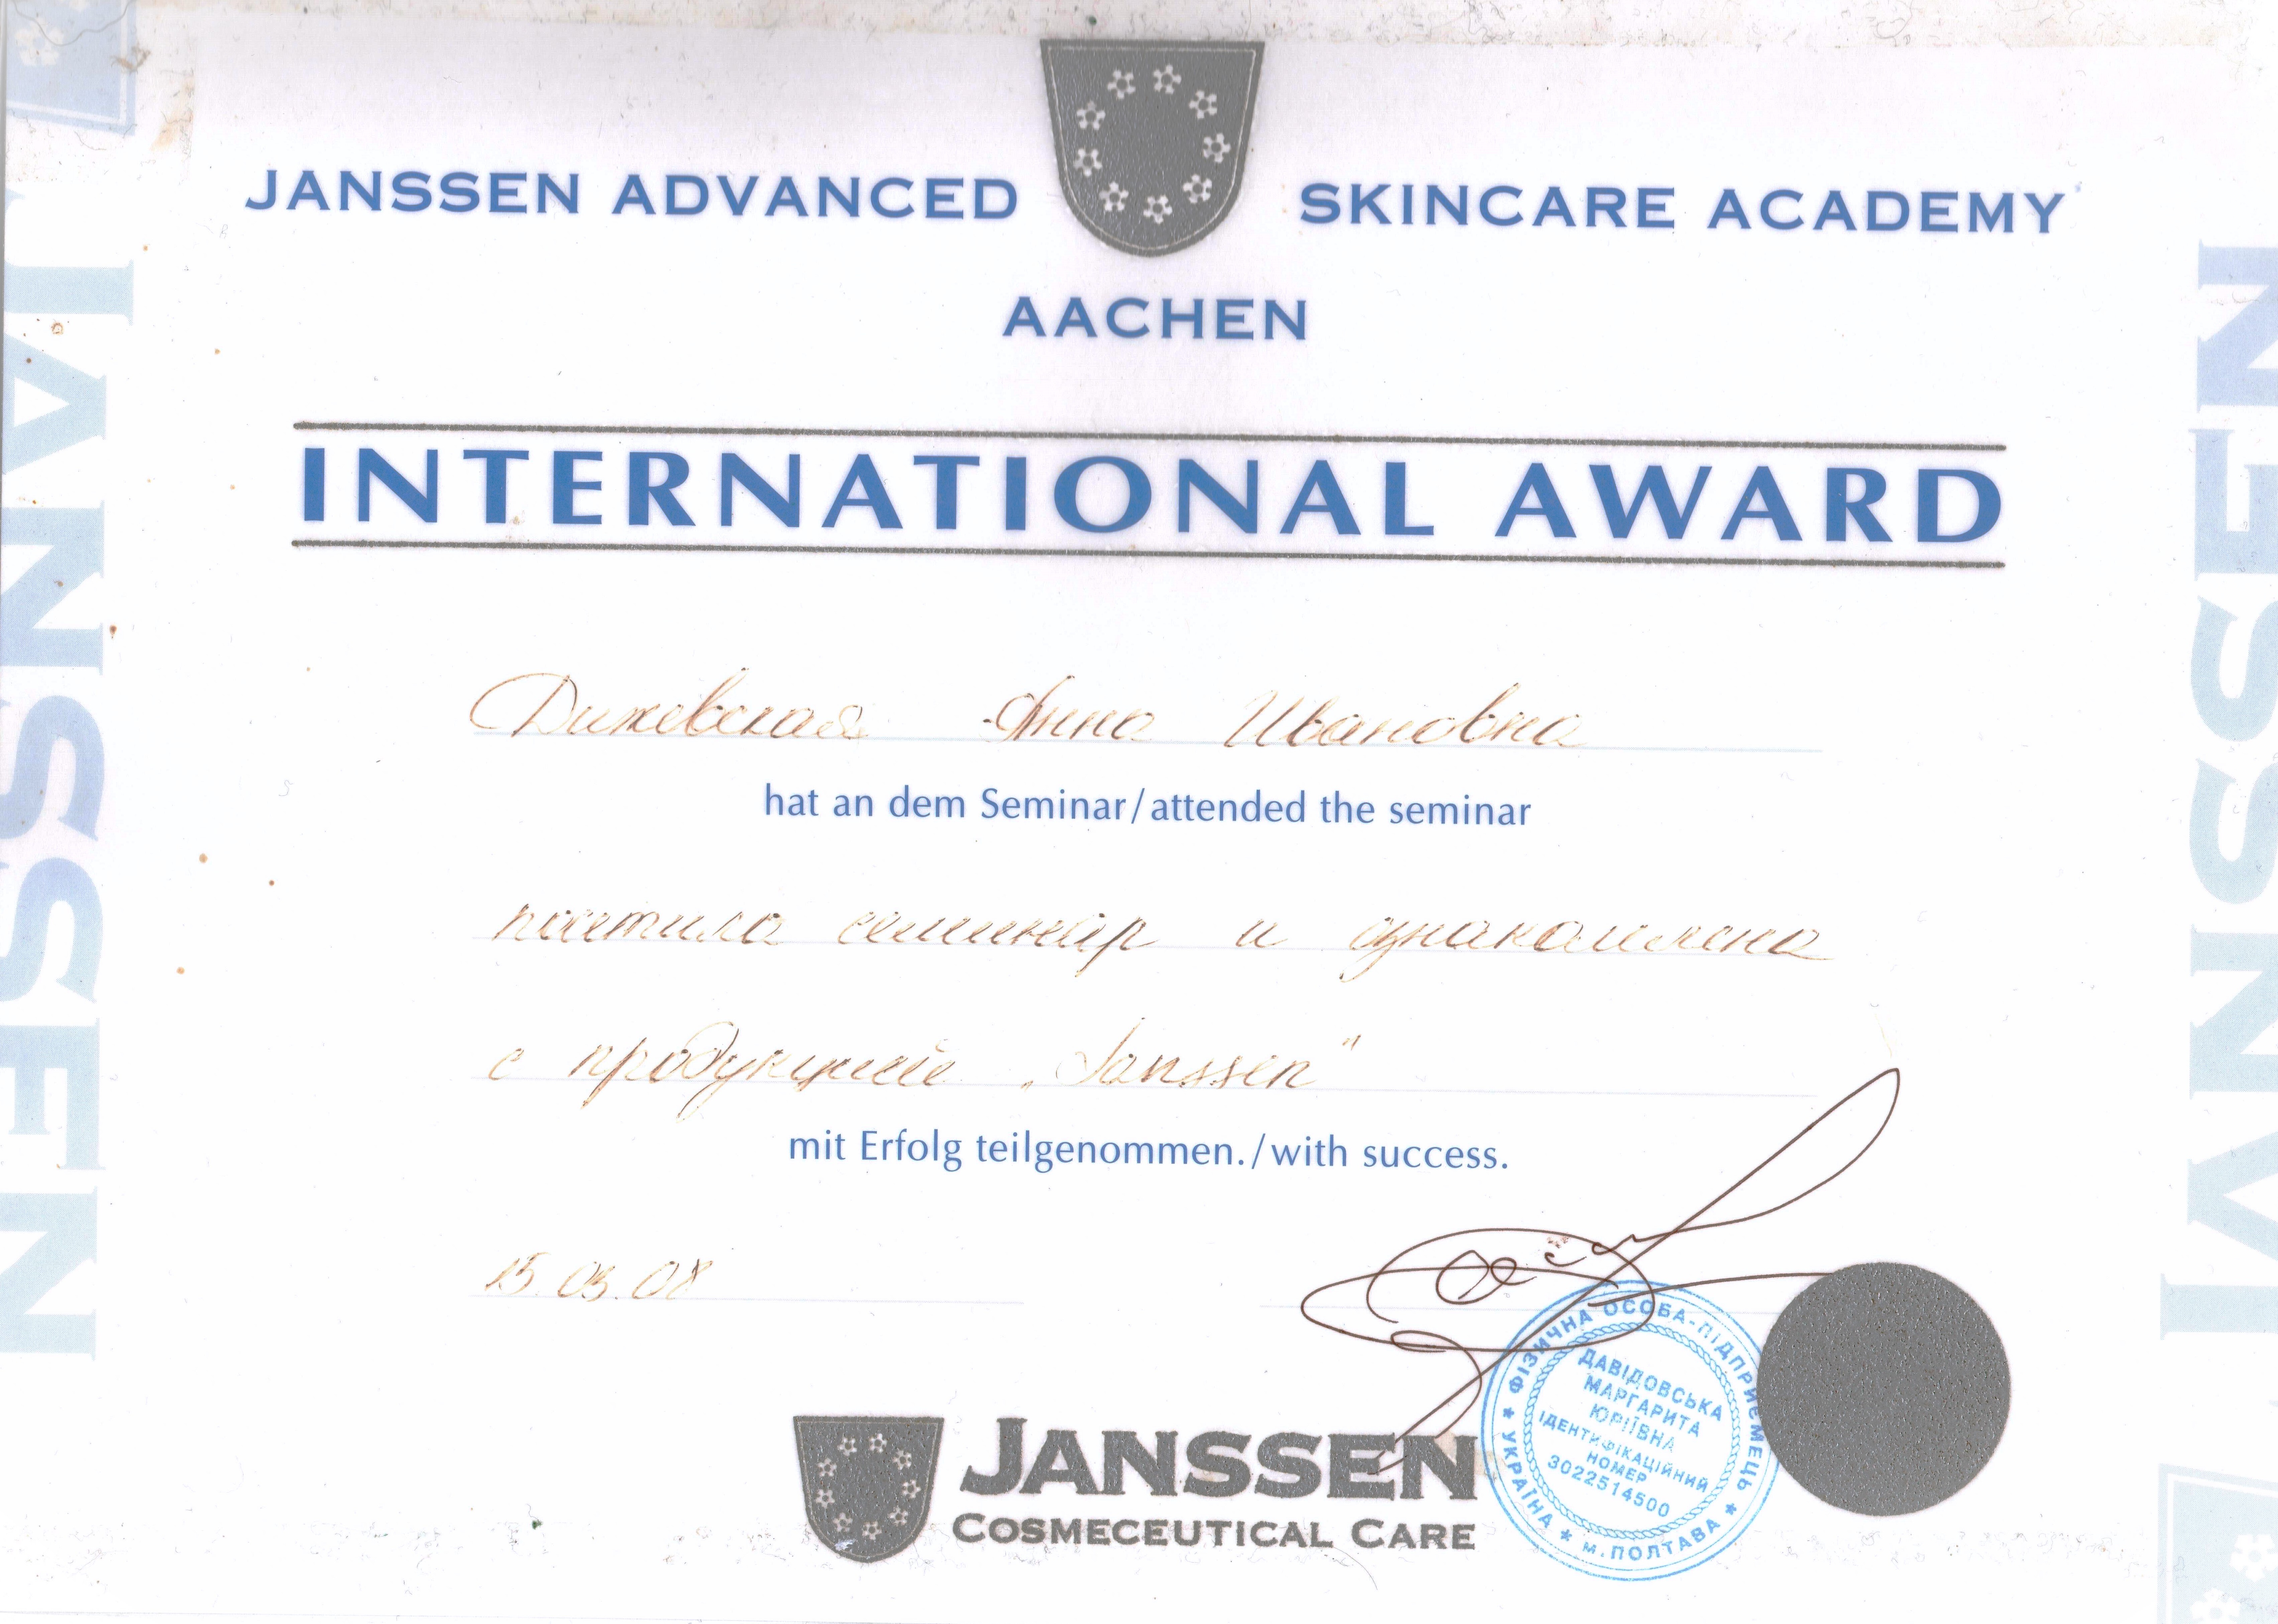 JANSSEN ADVANCED SKINCARE ACADEMY
AACHEN
INTERNATIONAL AWARD
Дижевская Анна Ивановна
hat an dem Seminar/attended the seminar
посетила семинар и ознакомлена
с продукцией „Janssen"
mit Erfolg teilgenommen./with success.
15.03.08
JANSSEN
COSMECEUTICAL CARE
ФІЗИЧНА ОСОБА-ПІДПРИЄМЕЦЬ
ДАВІДОВСЬКА
МАРГАРИТА
ЮРІЇВНА
ІДЕНТИФІКАЦІЙНИЙ
НОМЕР
3022514500
УКРАЇНА * м.ПОЛТАВА *
JANSSEN
JANSSEN